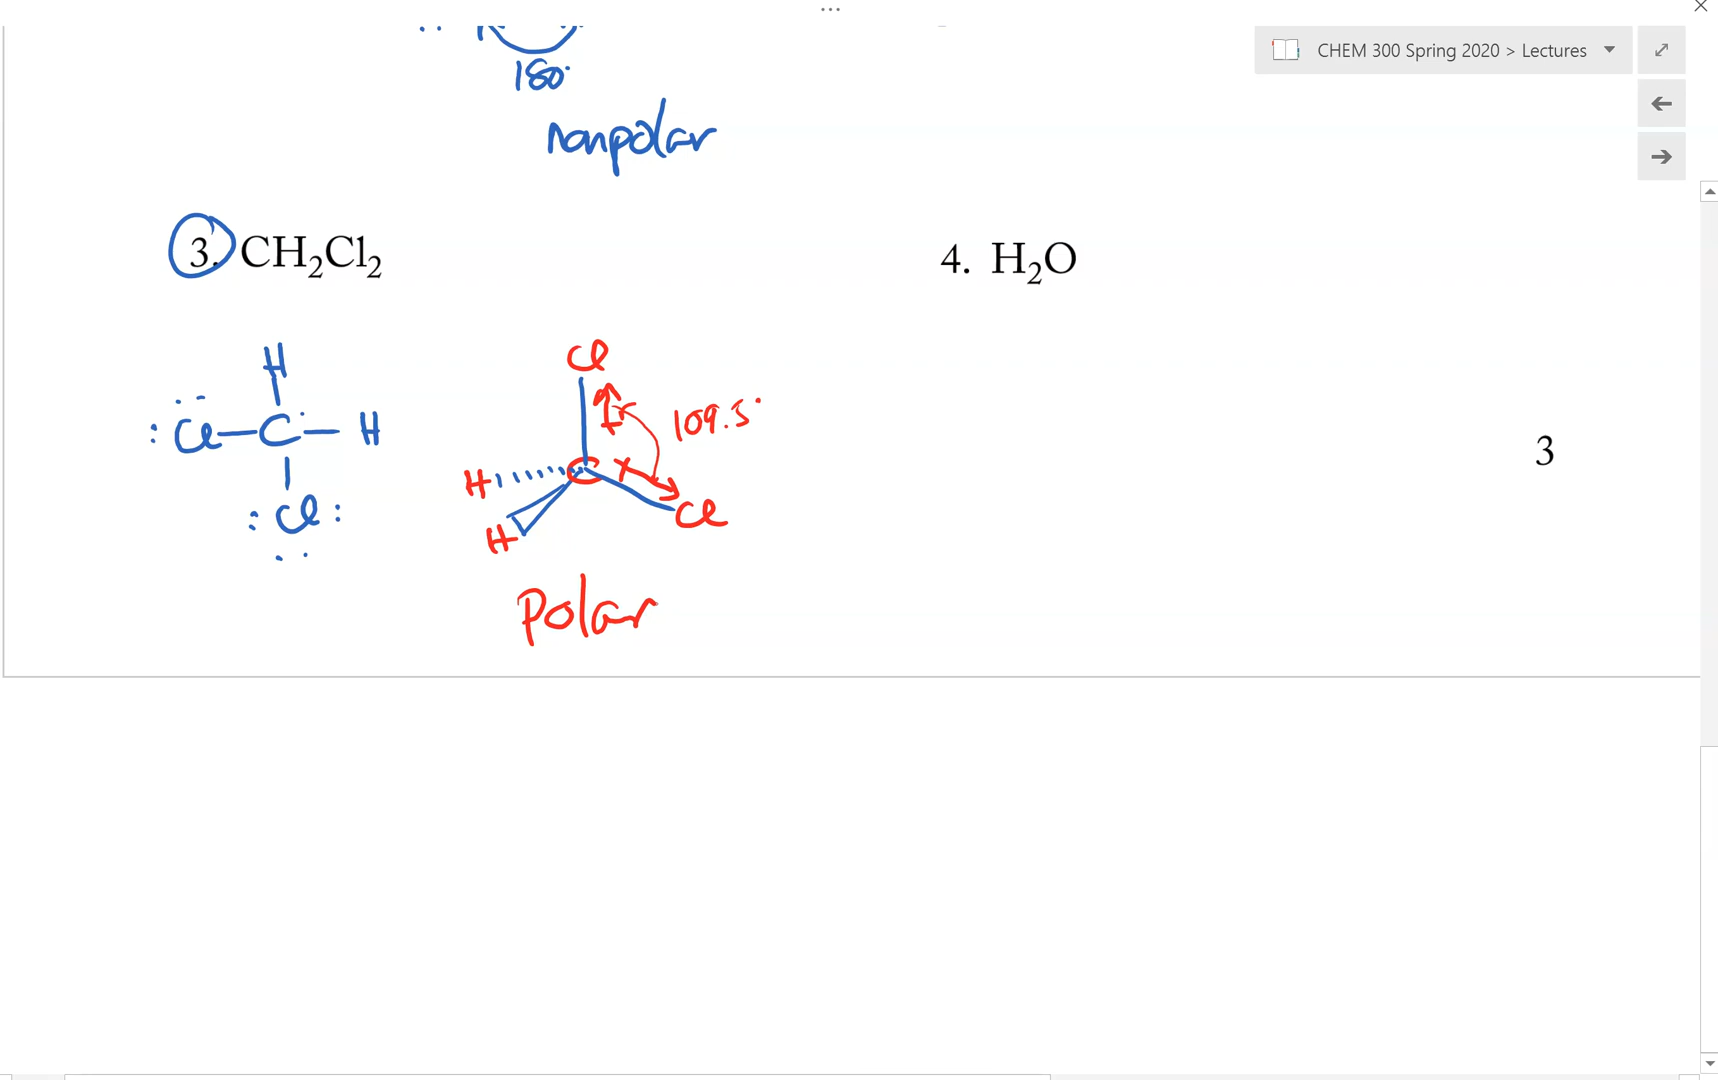 CHEM 300 Spring 2020 > Lectures
180°
nonpolar
3. CH₂Cl₂
4. H₂O
H
:Cl—C—H
:Cl:
Cl
109.5°
H C
H Cl
Polar
3